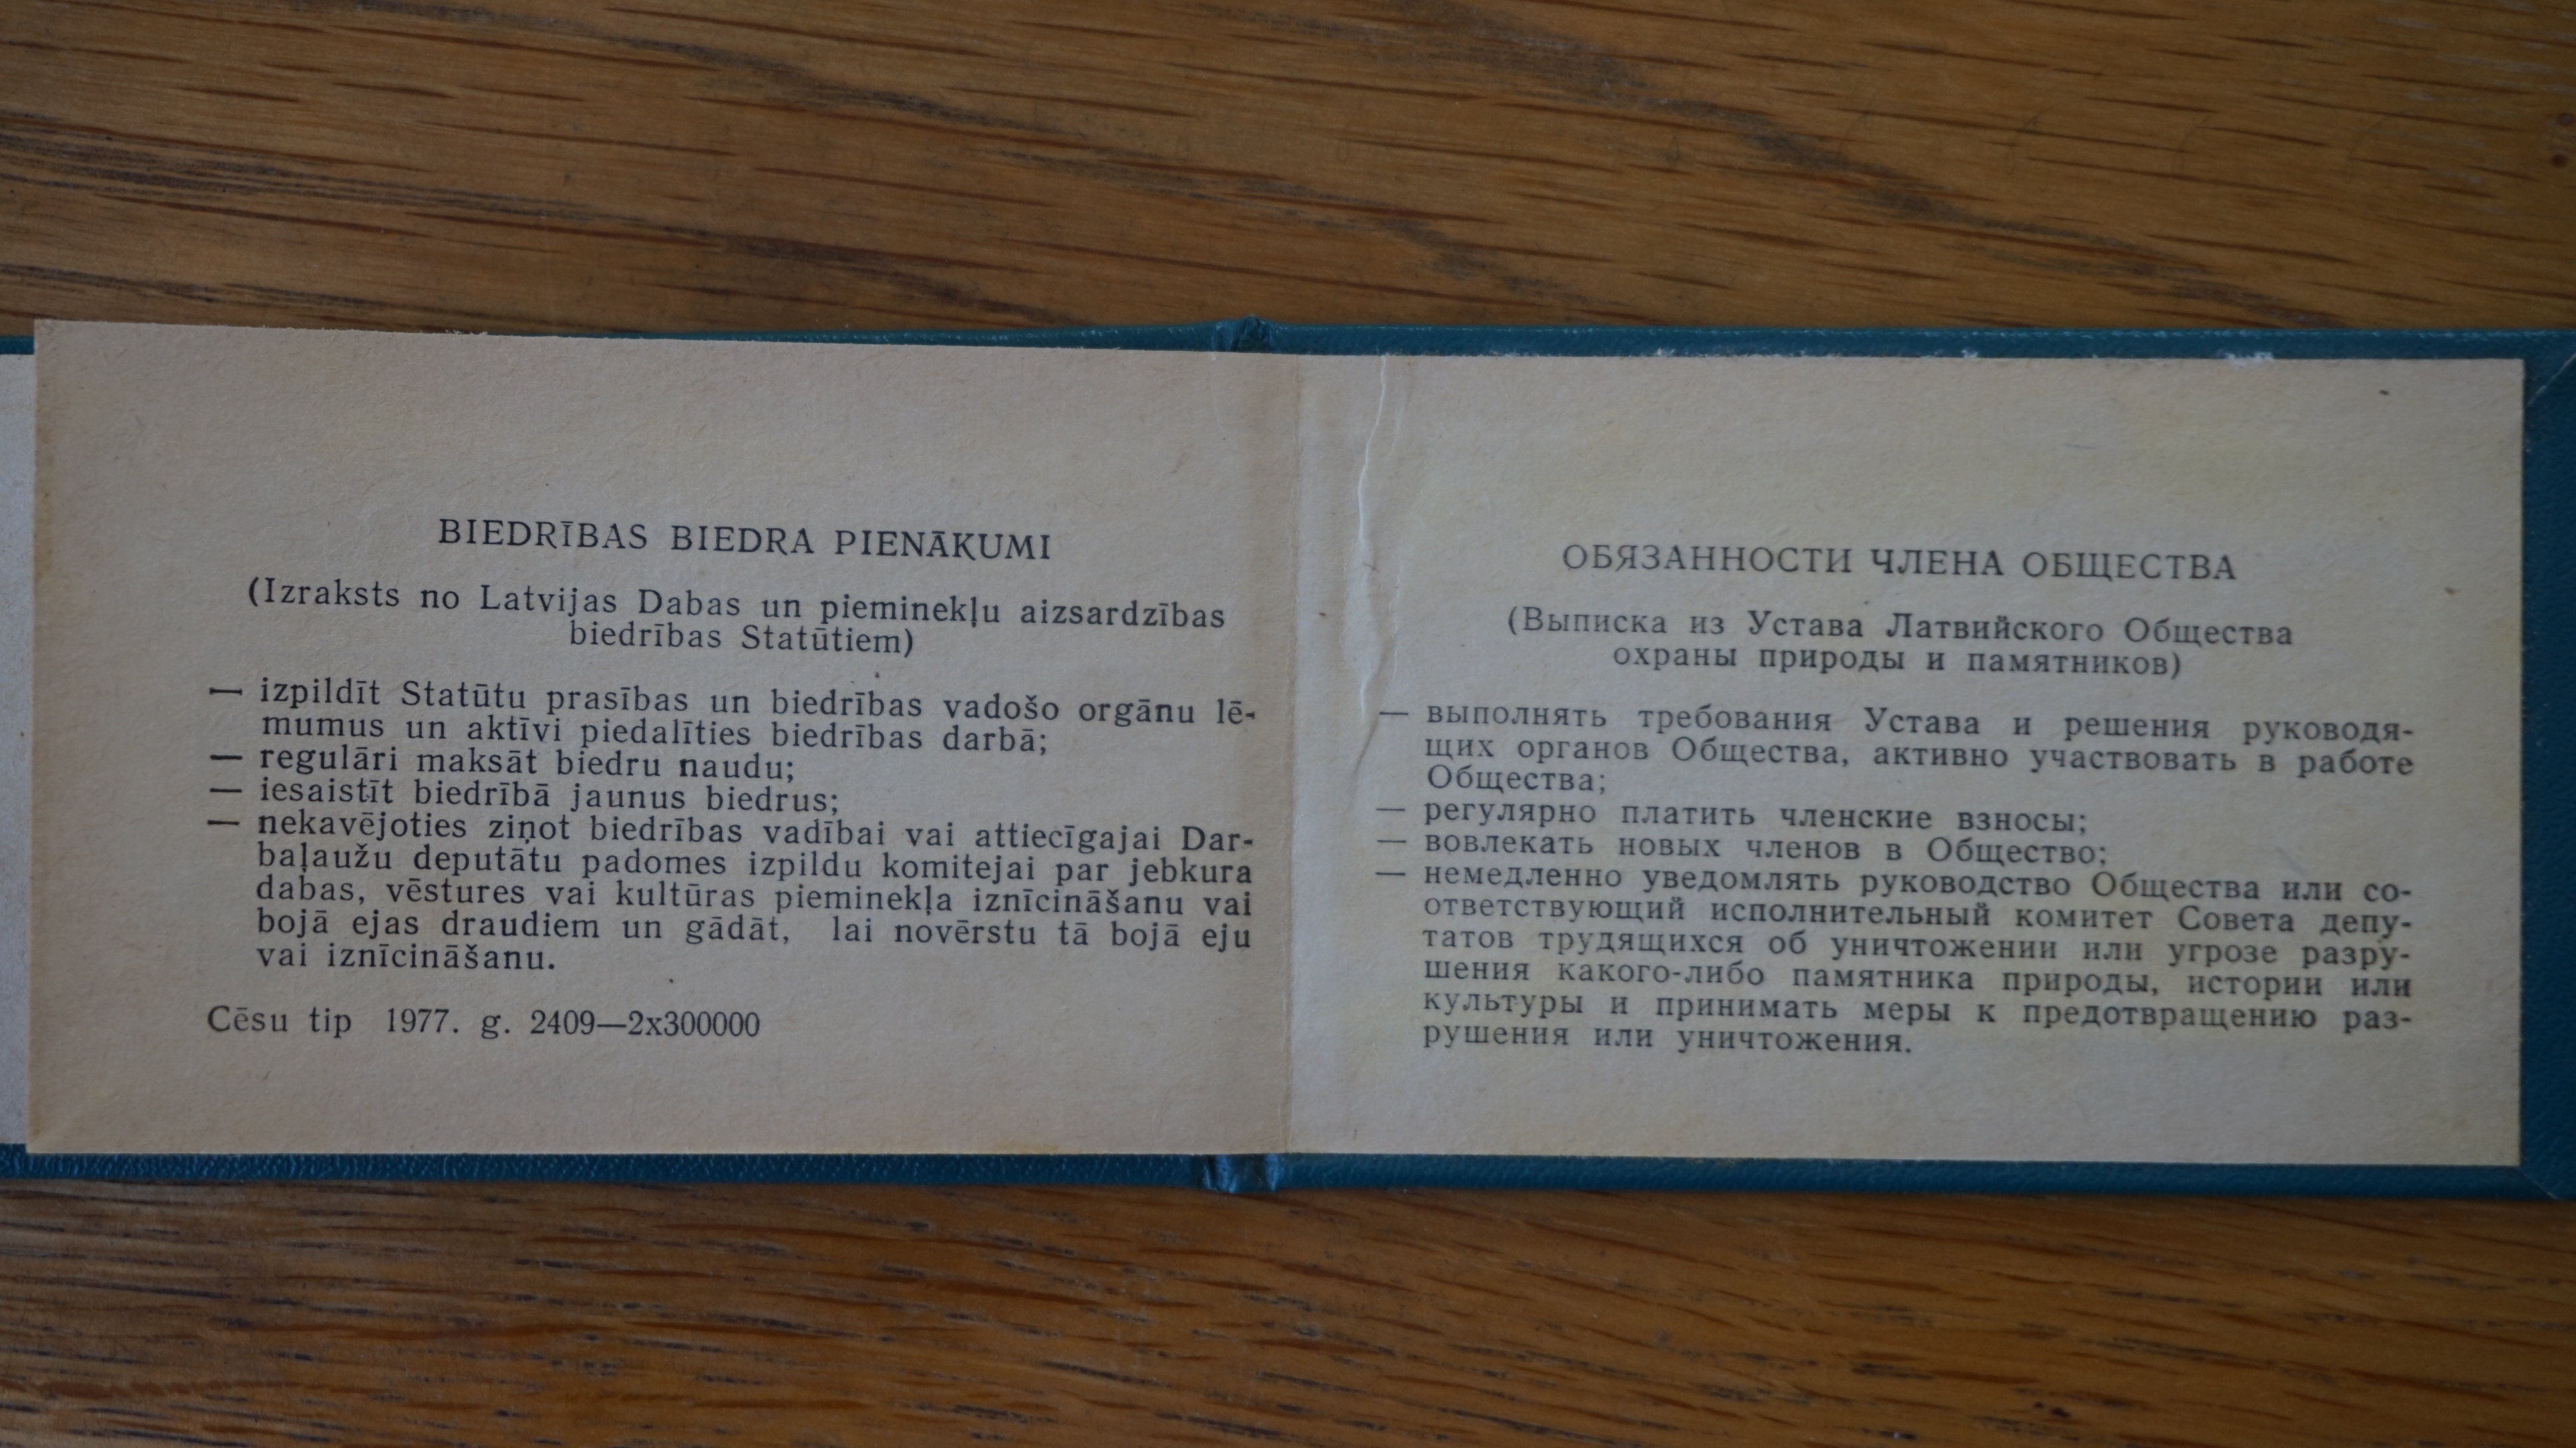 BIEDRĪBAS BIEDRA PIENĀKUMI
(Izraksts no Latvijas Dabas un pieminekļu aizsardzības
biedrības Statūtiem)
— izpildīt Statūtu prasības un biedrības vadošo orgānu lē-
mumus un aktīvi piedalīties biedrības darbā;
— regulāri maksāt biedru naudu;
— iesaistīt biedrībā jaunus biedrus;
— nekavējoties ziņot biedrības vadībai vai attiecīgajai Dar-
baļaužu deputātu padomes izpildu komitejai par jebkura
dabas, vēstures vai kultūras pieminekļa iznīcināšanu vai
bojā ejas draudiem un gādāt, lai novērstu tā bojā eju
vai iznīcināšanu.
Cēsu tip 1977. g. 2409—2x300000
ОБЯЗАННОСТИ ЧЛЕНА ОБЩЕСТВА
(Выписка из Устава Латвийского Общества
охраны природы и памятников)
— выполнять требования Устава и решения руководя-
щих органов Общества, активно участвовать в работе
Общества;
— регулярно платить членские взносы;
— вовлекать новых членов в Общество;
— немедленно уведомлять руководство Общества или со-
ответствующий исполнительный комитет Совета депу-
татов трудящихся об уничтожении или угрозе разру-
шения какого-либо памятника природы, истории или
культуры и принимать меры к предотвращению раз-
рушения или уничтожения.